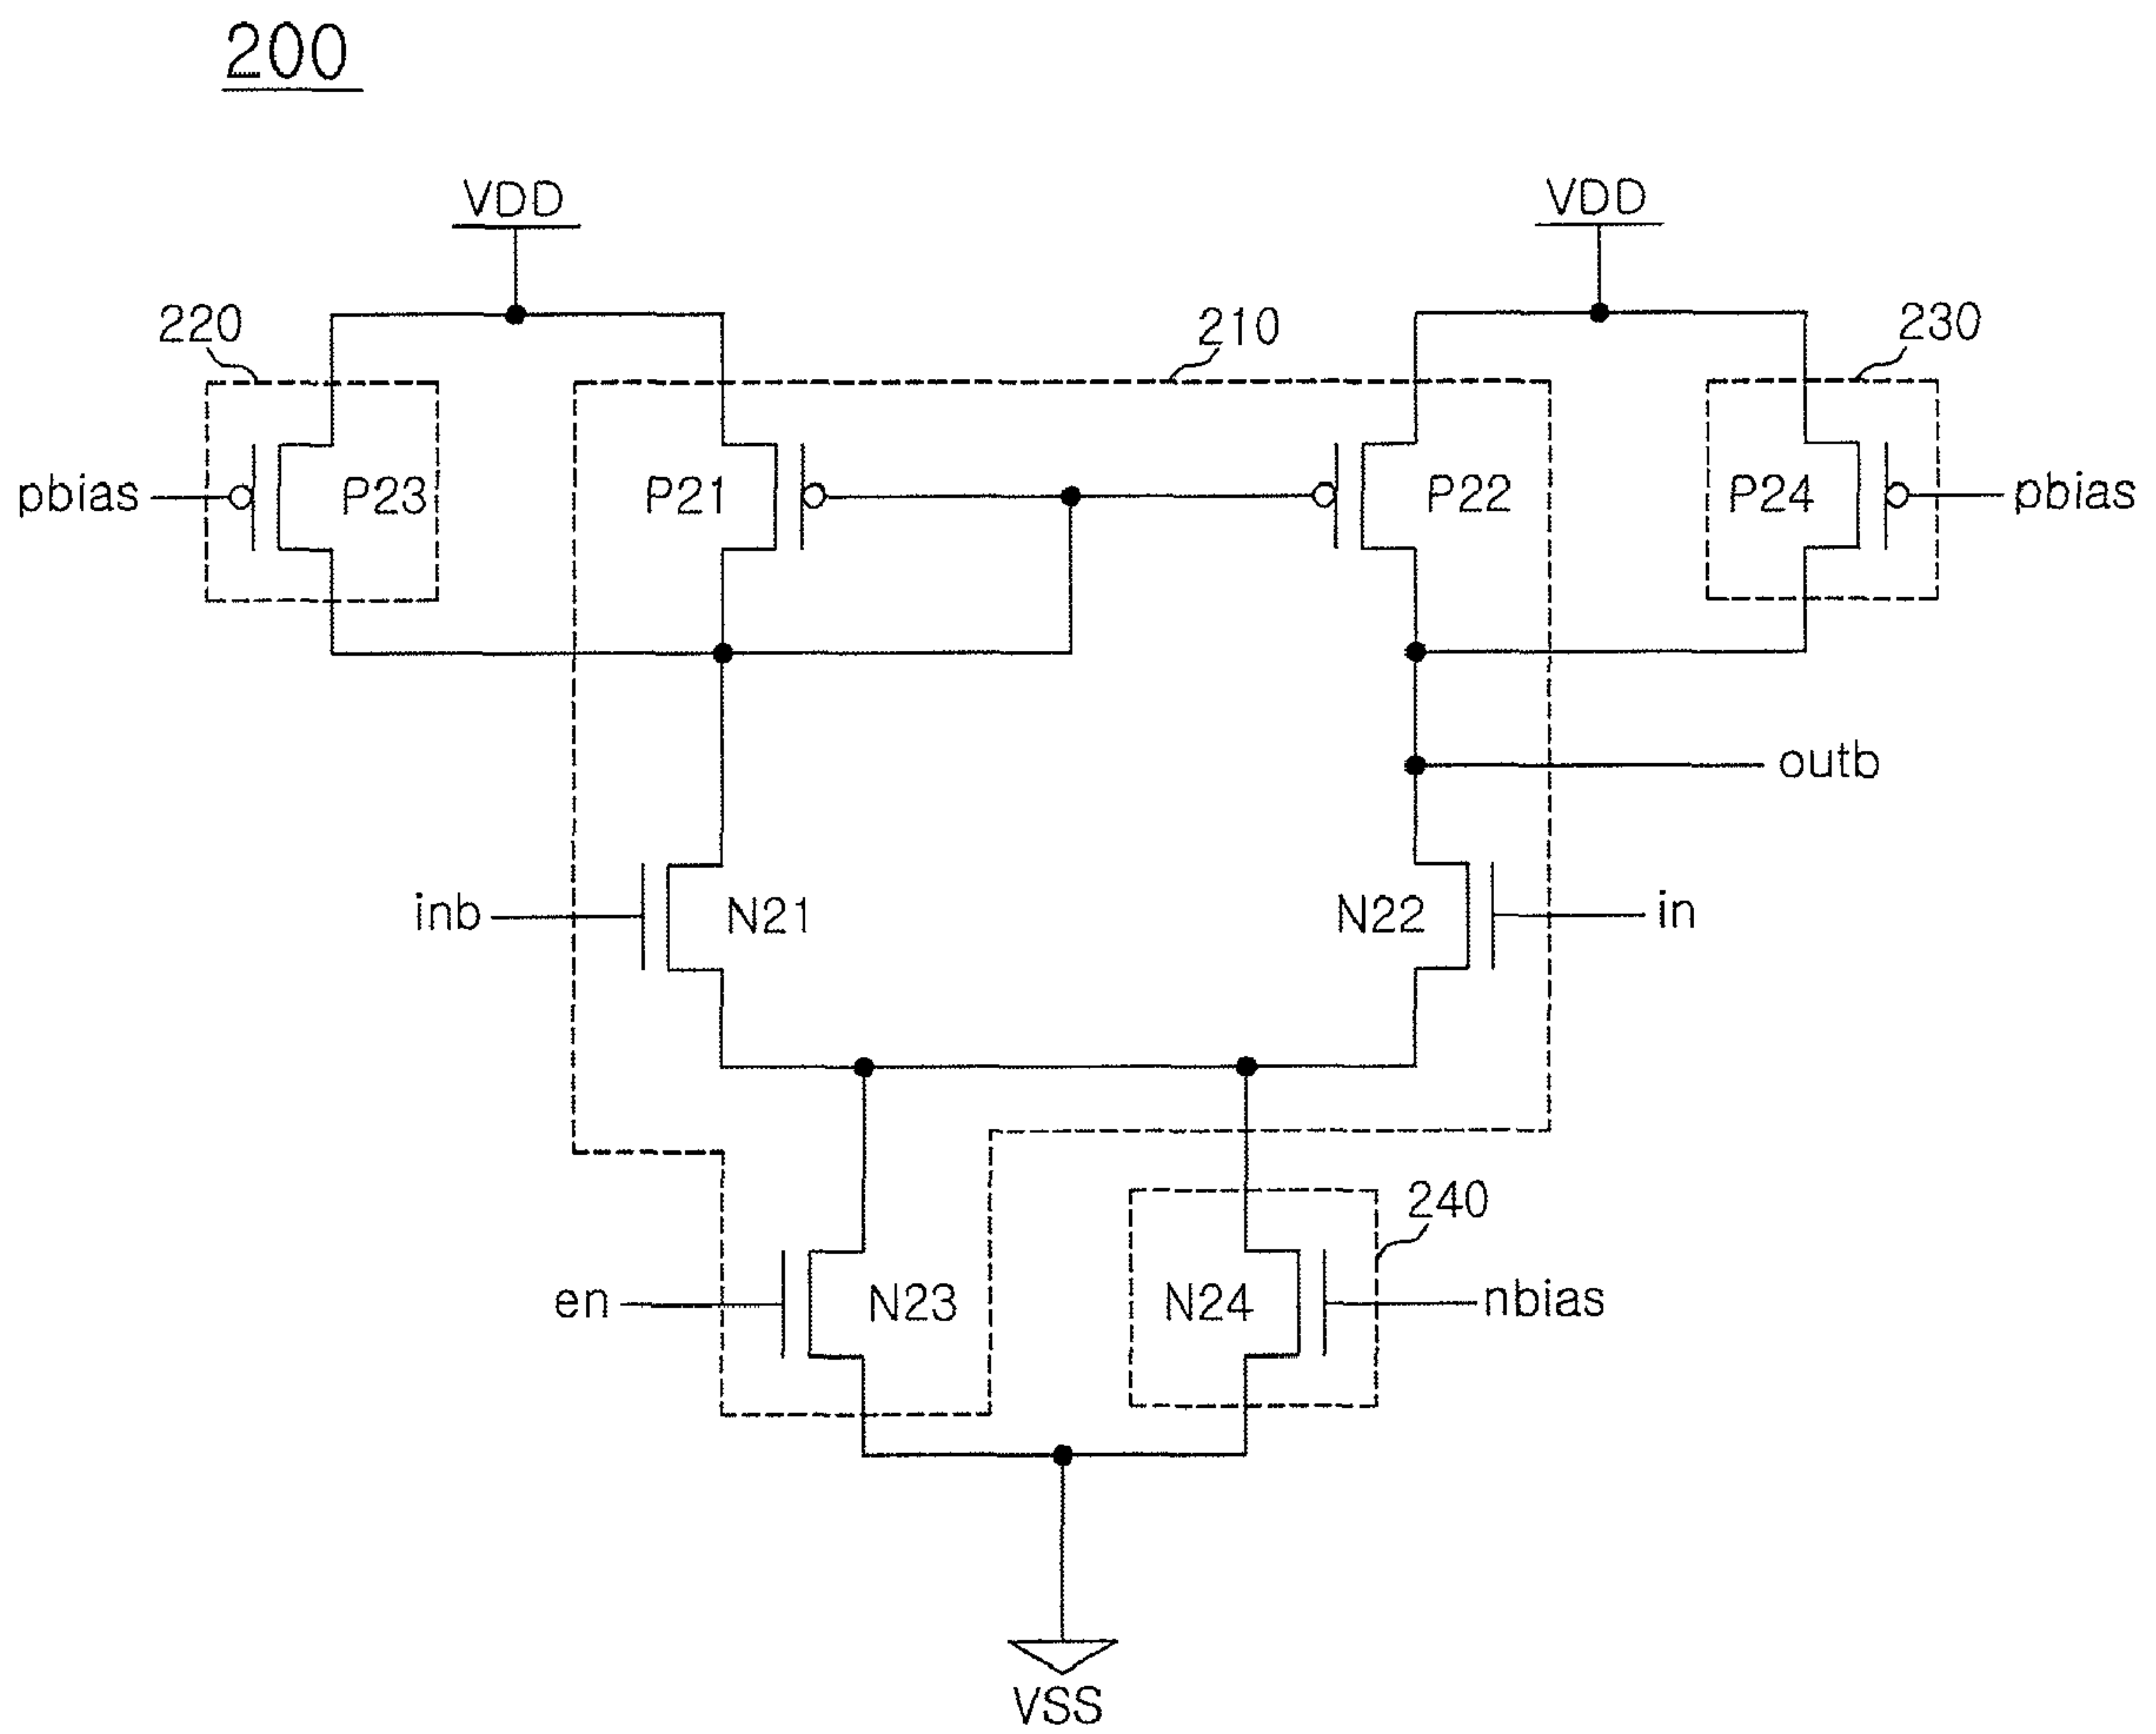 200
VDD
VDD
220
210
230
pbias
P23
P21
P22
P24
pbias
outb
inb
N21
N22
in
240
en
N23
N24
nbias
VSS